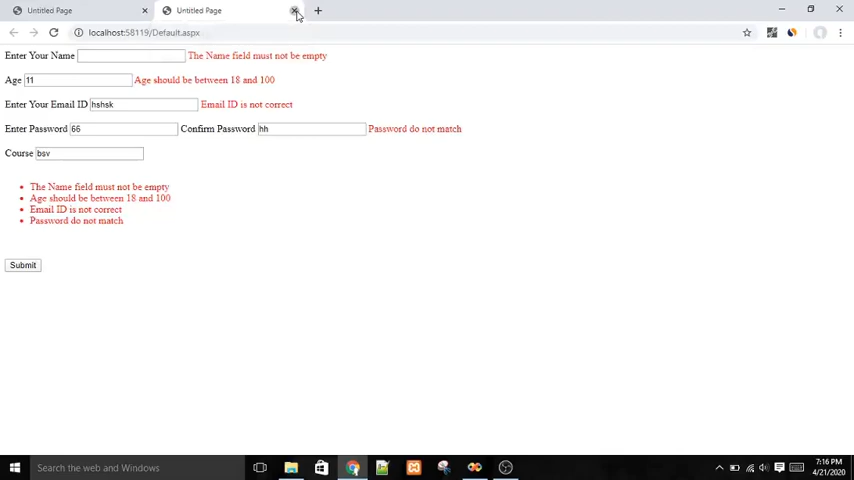 Untitled Page
Untitled Page
localhost:58119/Default.aspx
Enter Your Name The Name field must not be empty
Age 11 Age should be between 18 and 100
Enter Your Email ID hshsk Email ID is not correct
Enter Password 66 Confirm Password hh Password do not match
Course bsv
The Name field must not be empty
Age should be between 18 and 100
Email ID is not correct
Password do not match
Submit
Search the web and Windows
7:16 PM
4/21/2020